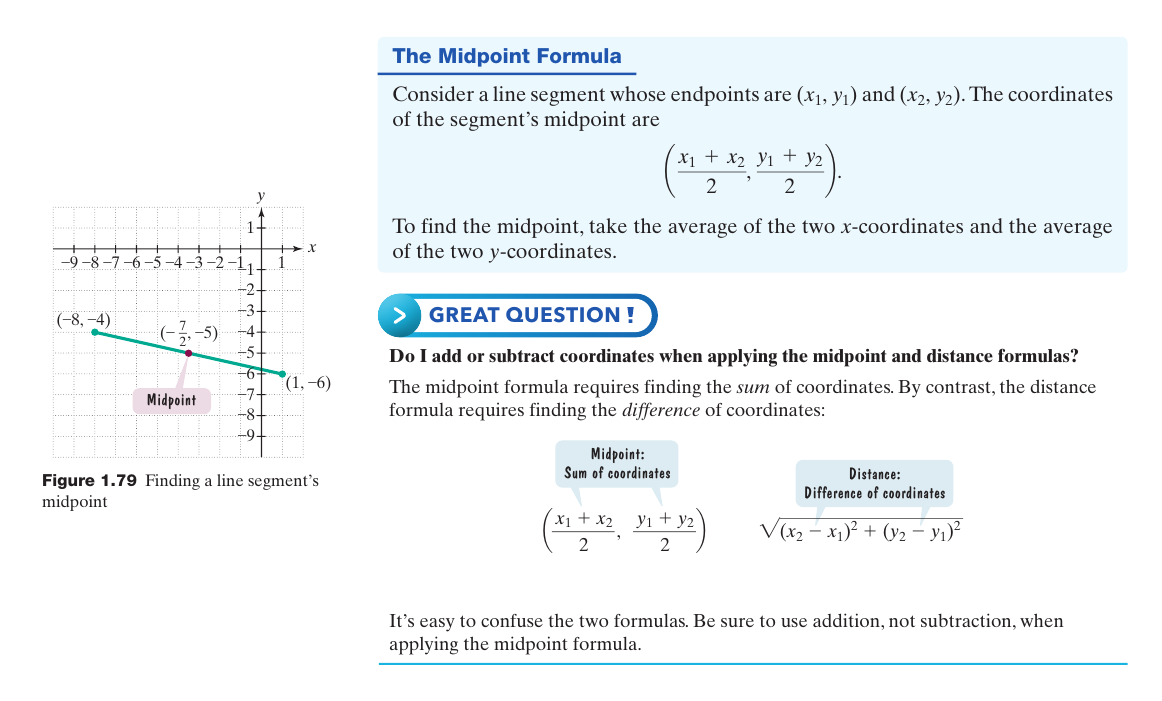 The Midpoint Formula
Consider a line segment whose endpoints are (x₁, y₁) and (x₂, y₂). The coordinates
of the segment's midpoint are
((x₁ + x₂)/2, (y₁ + y₂)/2).
To find the midpoint, take the average of the two x-coordinates and the average
of the two y-coordinates.
y
1
x
−9 −8 −7 −6 −5 −4 −3 −2 −1 1
−1
−2
−3
−4
−5
−6
−7
−8
−9
(−8, −4)
(−7/2, −5)
(1, −6)
Midpoint
Figure 1.79 Finding a line segment's
midpoint
> GREAT QUESTION!
Do I add or subtract coordinates when applying the midpoint and distance formulas?
The midpoint formula requires finding the sum of coordinates. By contrast, the distance
formula requires finding the difference of coordinates:
Midpoint:
Sum of coordinates
((x₁ + x₂)/2, (y₁ + y₂)/2)
Distance:
Difference of coordinates
√((x₂ − x₁)² + (y₂ − y₁)²)
It's easy to confuse the two formulas. Be sure to use addition, not subtraction, when
applying the midpoint formula.